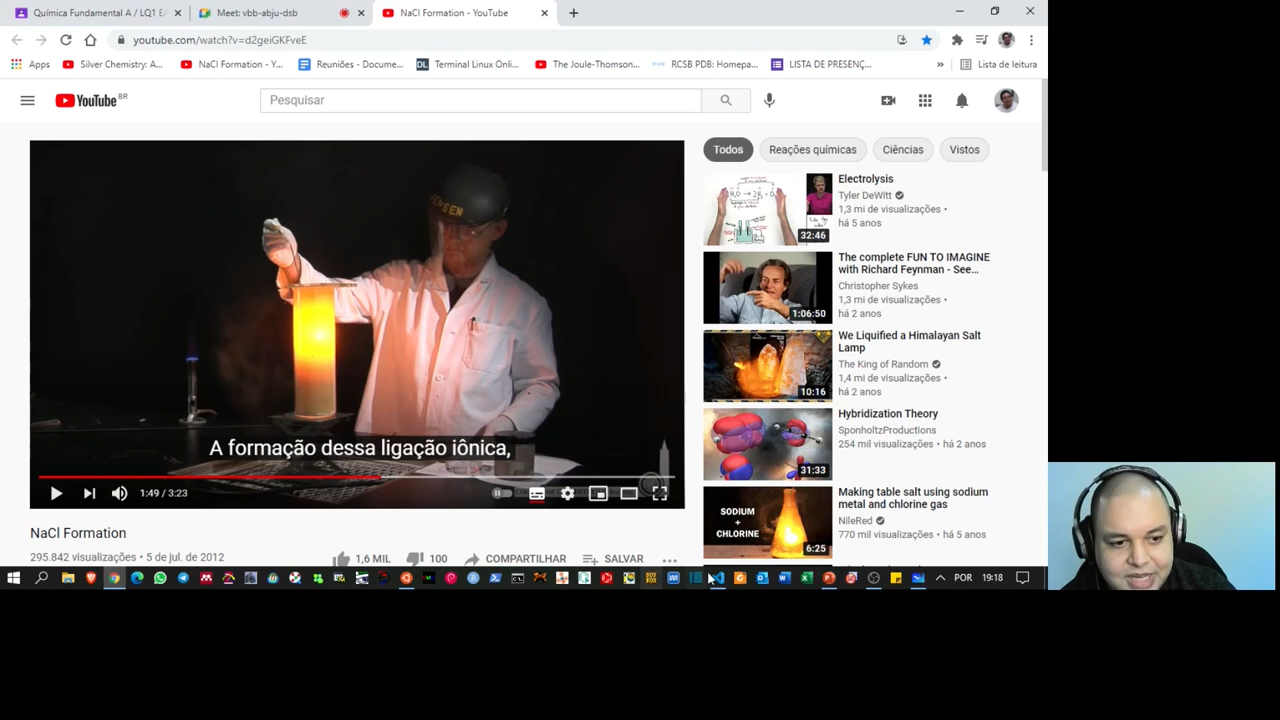 Química Fundamental A / LQ1 EA
Meet: vbb-abju-dsb
NaCl Formation - YouTube
youtube.com/watch?v=d2geiGKFveE
Apps
Silver Chemistry: A...
NaCl Formation - Y...
Reuniões - Docume...
Terminal Linux Onli...
The Joule-Thomson...
RCSB PDB: Homepa...
LISTA DE PRESENÇ...
»
Lista de leitura
YouTube BR
Pesquisar
Todos
Reações químicas
Ciências
Vistos
JENSEN
A formação dessa ligação iônica,
1:49 / 3:23
NaCl Formation
295.842 visualizações • 5 de jul. de 2012
1,6 MIL
100
COMPARTILHAR
SALVAR
32:46
Electrolysis
Tyler DeWitt
1,3 mi de visualizações •
há 5 anos
1:06:50
The complete FUN TO IMAGINE
with Richard Feynman - See...
Christopher Sykes
1,3 mi de visualizações •
há 2 anos
10:16
We Liquified a Himalayan Salt
Lamp
The King of Random
1,4 mi de visualizações •
há 2 anos
31:33
Hybridization Theory
SponholtzProductions
254 mil visualizações • há 2 anos
SODIUM
+
CHLORINE
6:25
Making table salt using sodium
metal and chlorine gas
NileRed
770 mil visualizações • há 5 anos
POR
19:18